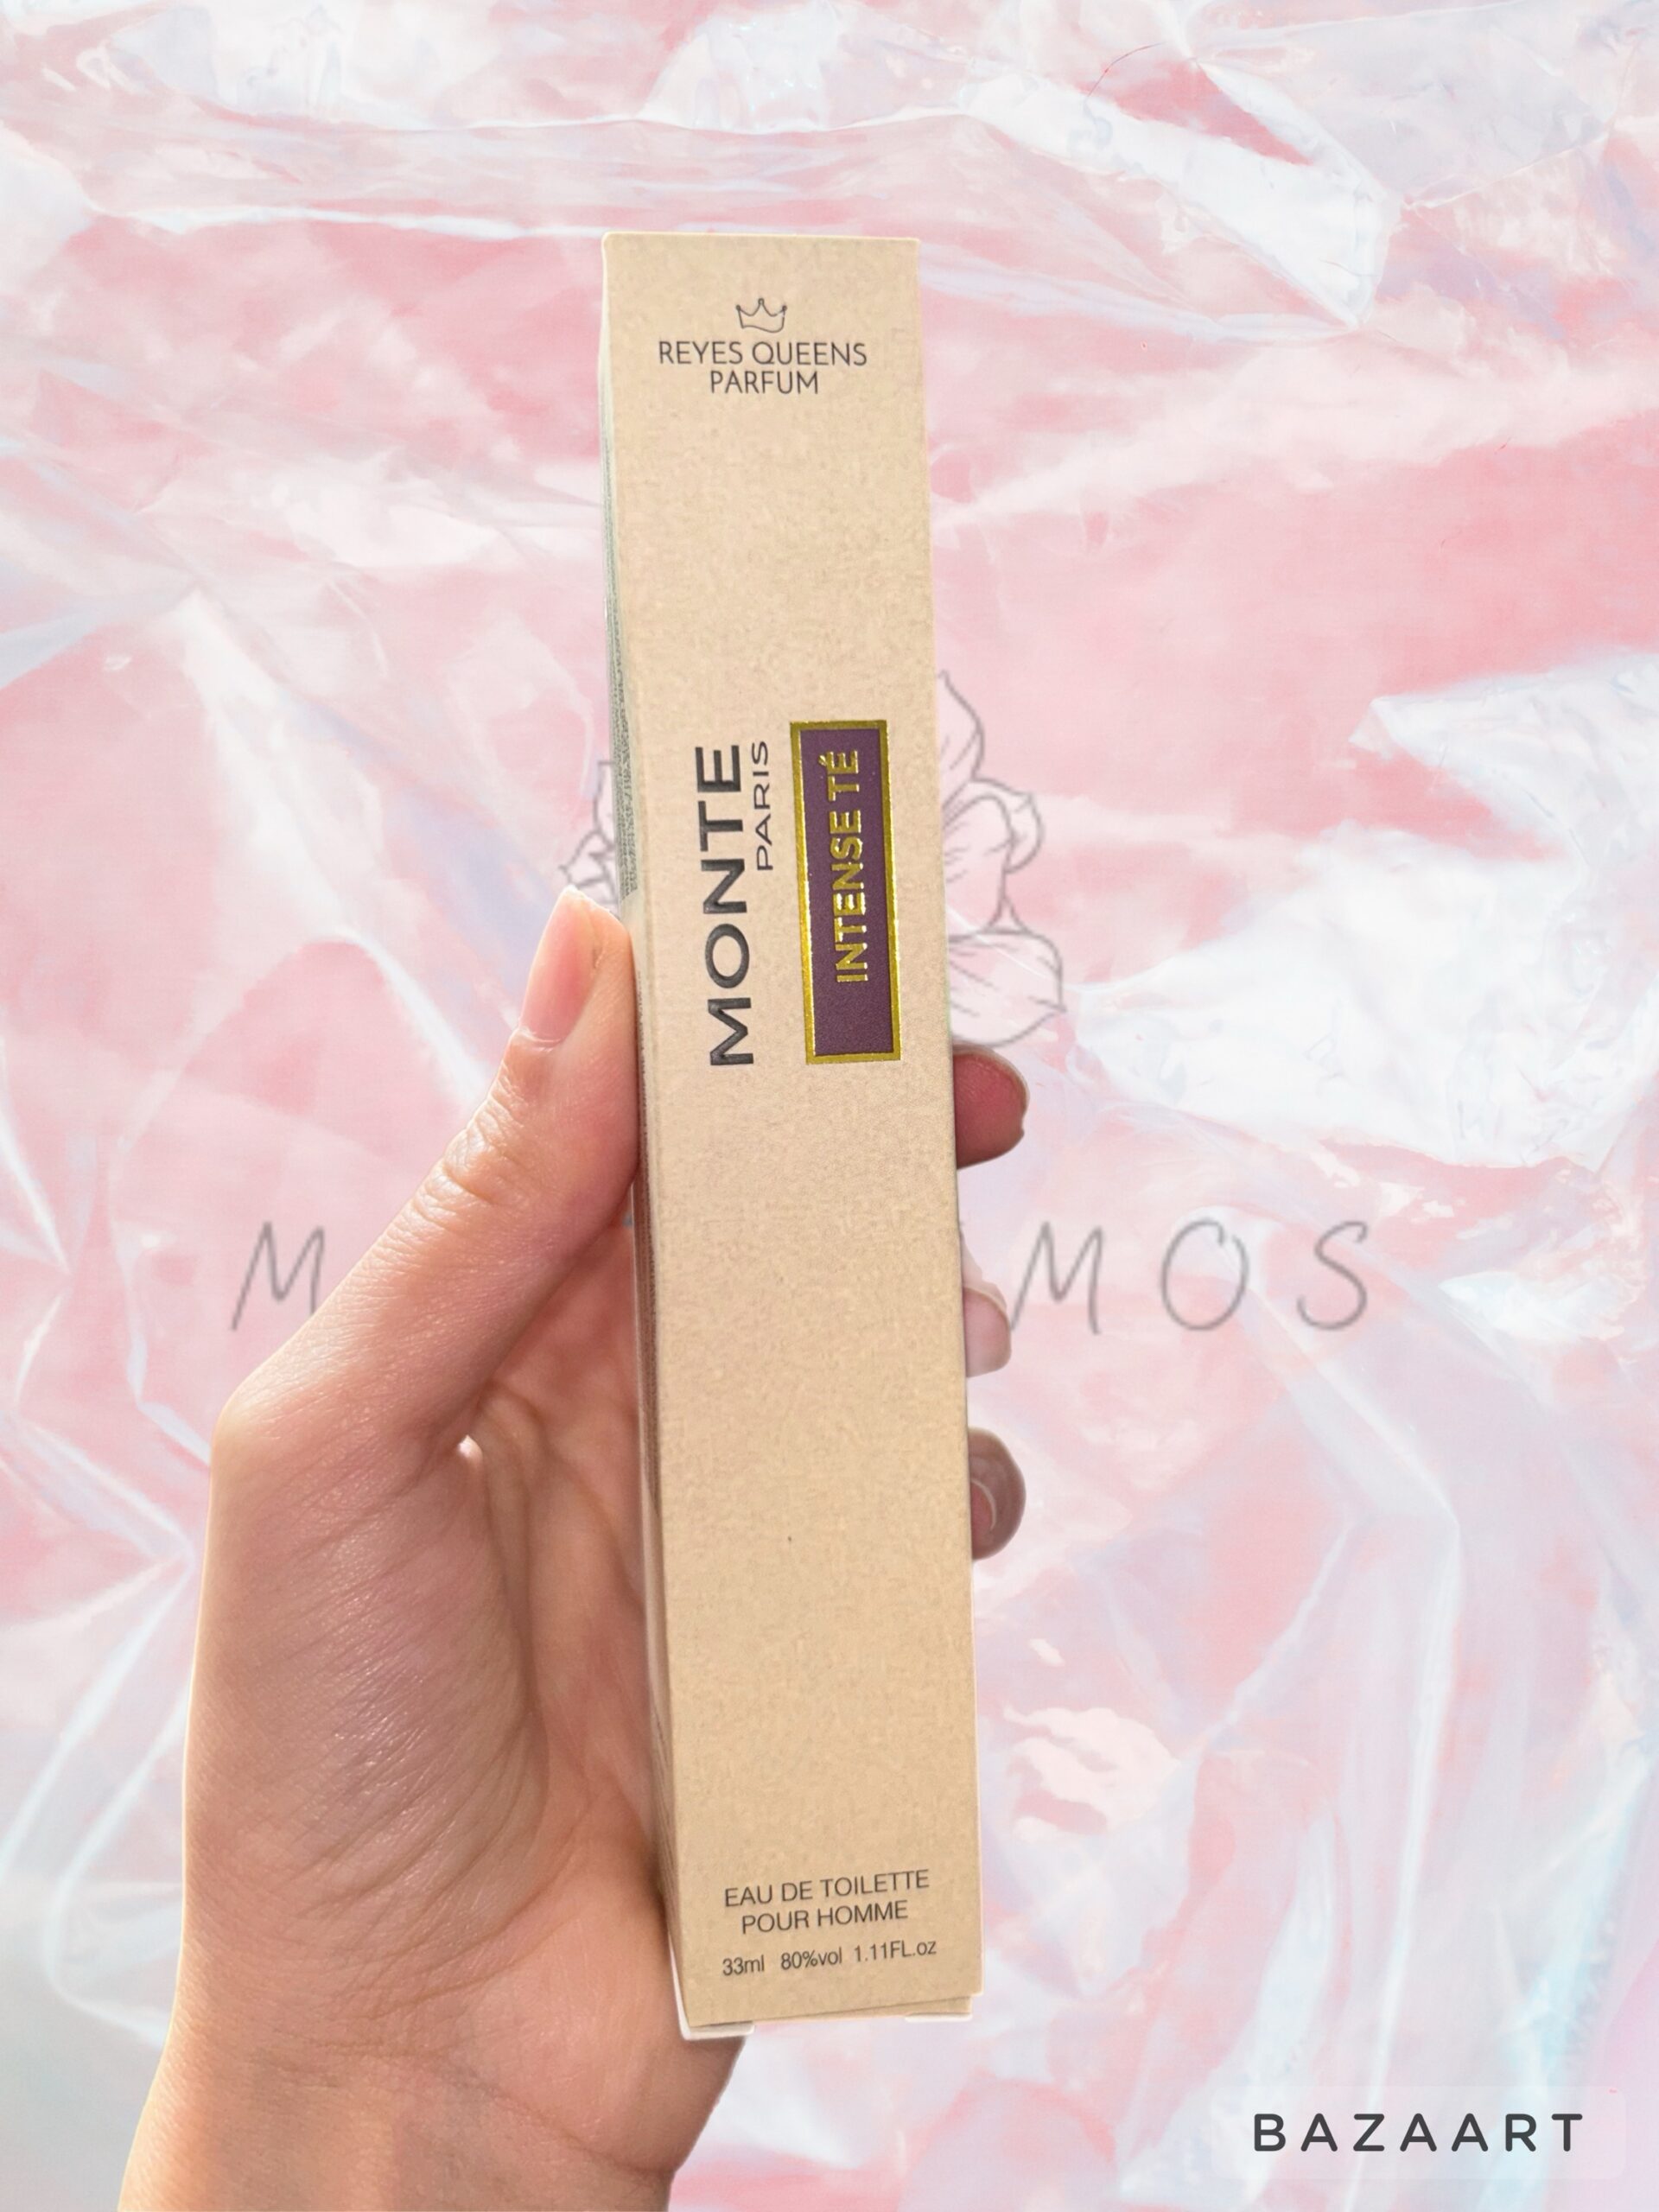 REYES QUEENS
PARFUM
MONTE
PARIS
INTENSE TÉ
EAU DE TOILETTE
POUR HOMME
33ml 80%vol 1.11FL.oz
BAZAART